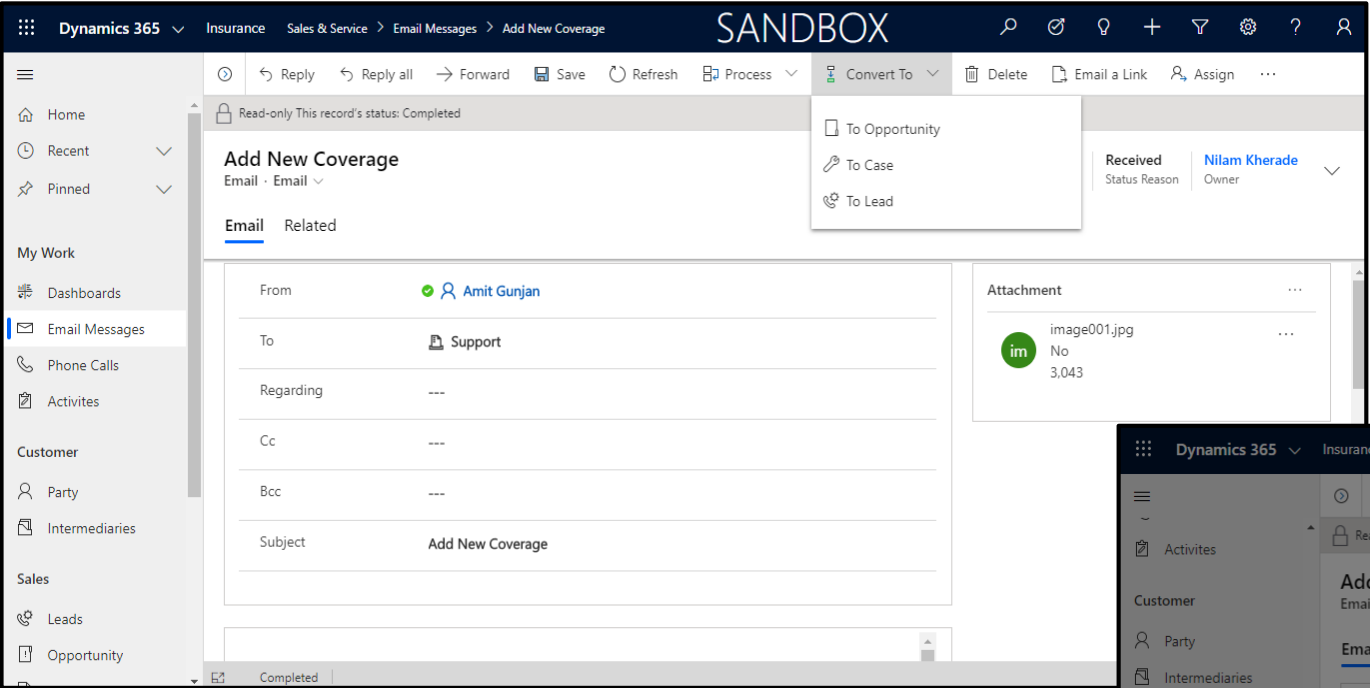 Dynamics 365 Insurance Sales & Service > Email Messages > Add New Coverage SANDBOX ?
Reply Reply all Forward Save Refresh Process Convert To Delete Email a Link Assign ...
Home
Recent
Pinned
My Work
Dashboards
Email Messages
Phone Calls
Activites
Customer
Party
Intermediaries
Sales
Leads
Opportunity
Read-only This record's status: Completed
Add New Coverage
Email · Email
Email Related
To Opportunity
To Case
To Lead
Received
Status Reason
Nilam Kherade
Owner
From Amit Gunjan
To Support
Regarding ---
Cc ---
Bcc ---
Subject Add New Coverage
Attachment ...
im
image001.jpg ...
No
3,043
Completed
Dynamics 365
Activites
Customer
Party
Intermediaries